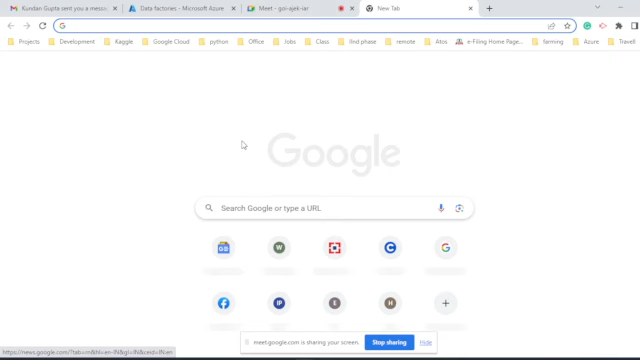 Kundan Gupta sent you a messa
Data factories - Microsoft Azure
Meet - goi-ajek-iar
New Tab
Projects
Development
Kaggle
Google Cloud
python
Office
Jobs
Class
IInd phase
remote
Atos
e-Filing Home Page...
farming
Azure
Travell
Google
Search Google or type a URL
W
C
G
IP
E
H
meet.google.com is sharing your screen.
Stop sharing
Hide
https://news.google.com/?tab=rn&hl=en-IN&gl=IN&ceid=IN:en